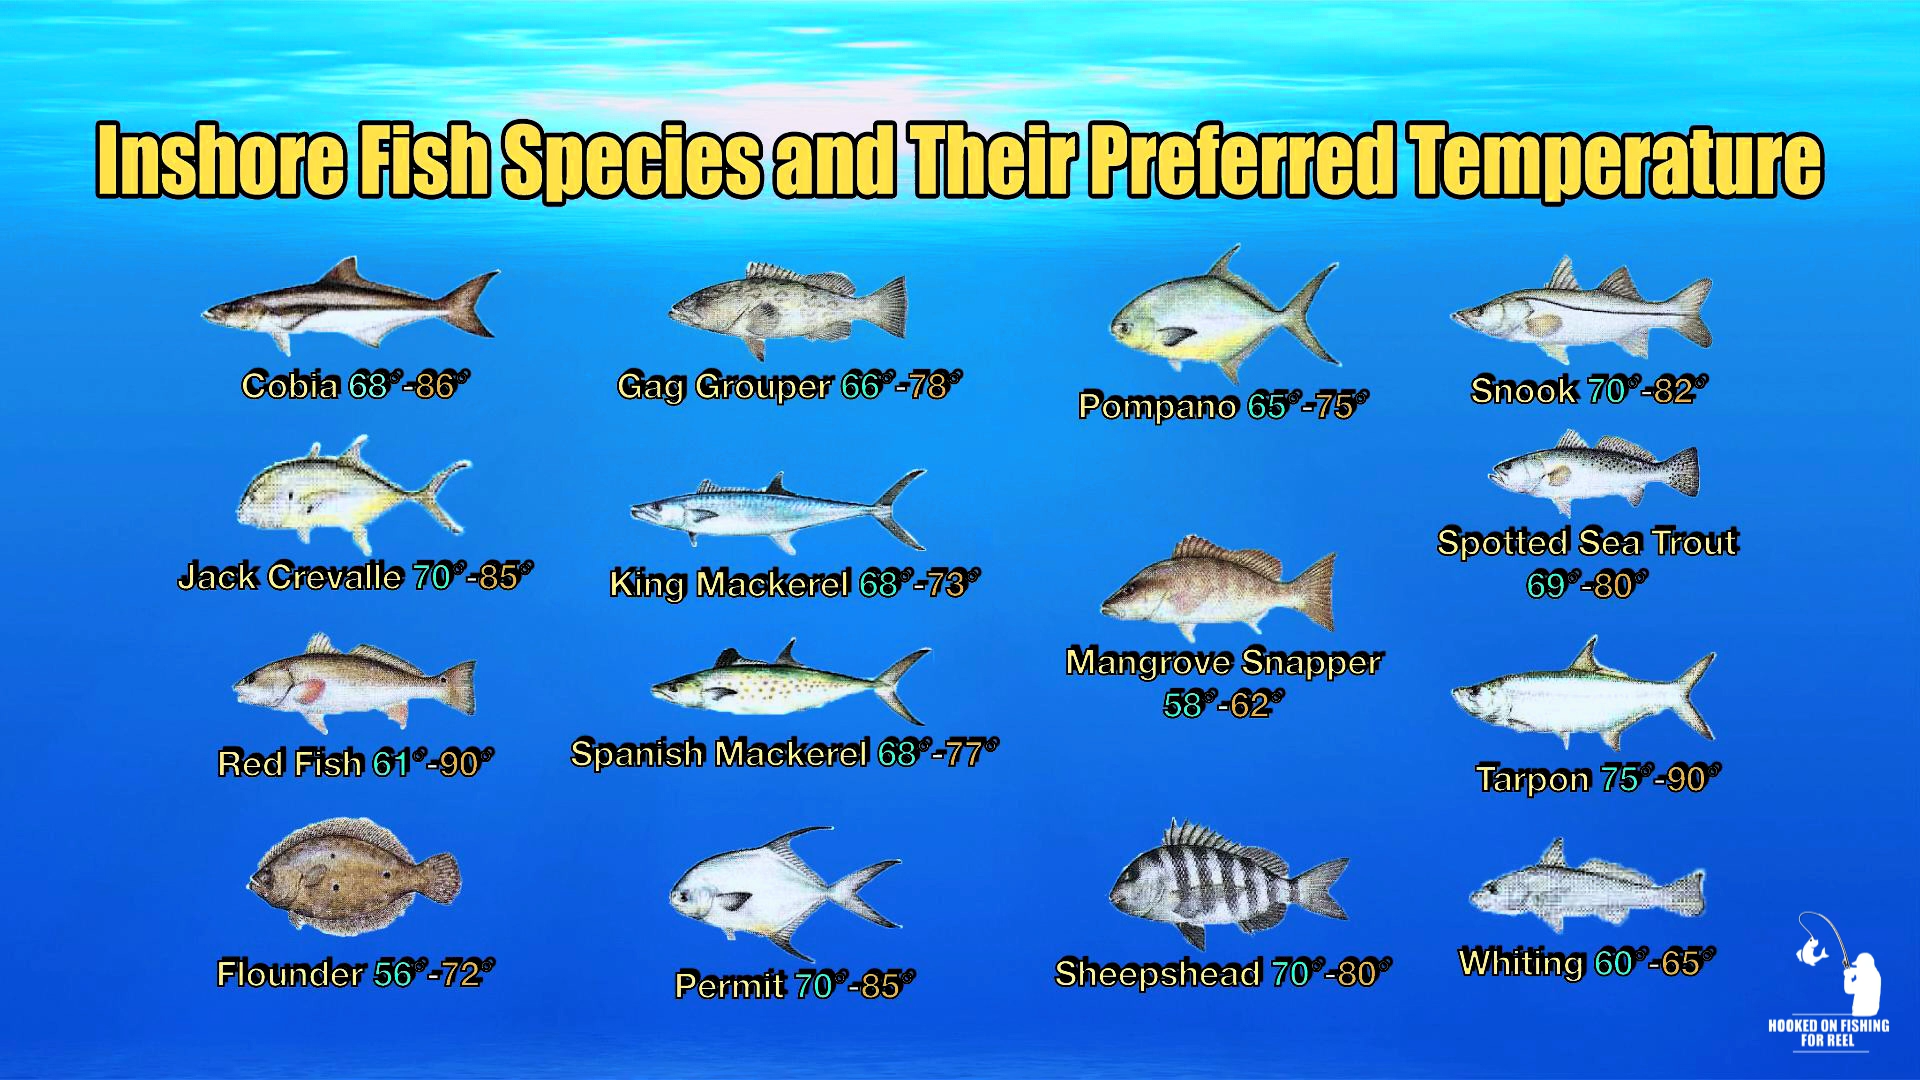 Inshore Fish Species and Their Preferred Temperature
Cobia 68°-86°
Gag Grouper 66°-78°
Pompano 65°-75°
Snook 70°-82°
Jack Crevalle 70°-85°
King Mackerel 68°-73°
Spotted Sea Trout
69°-80°
Mangrove Snapper
58°-62°
Red Fish 61°-90°
Spanish Mackerel 68°-77°
Tarpon 75°-90°
Flounder 56°-72°
Permit 70°-85°
Sheepshead 70°-80°
Whiting 60°-65°
HOOKED ON FISHING
FOR REEL